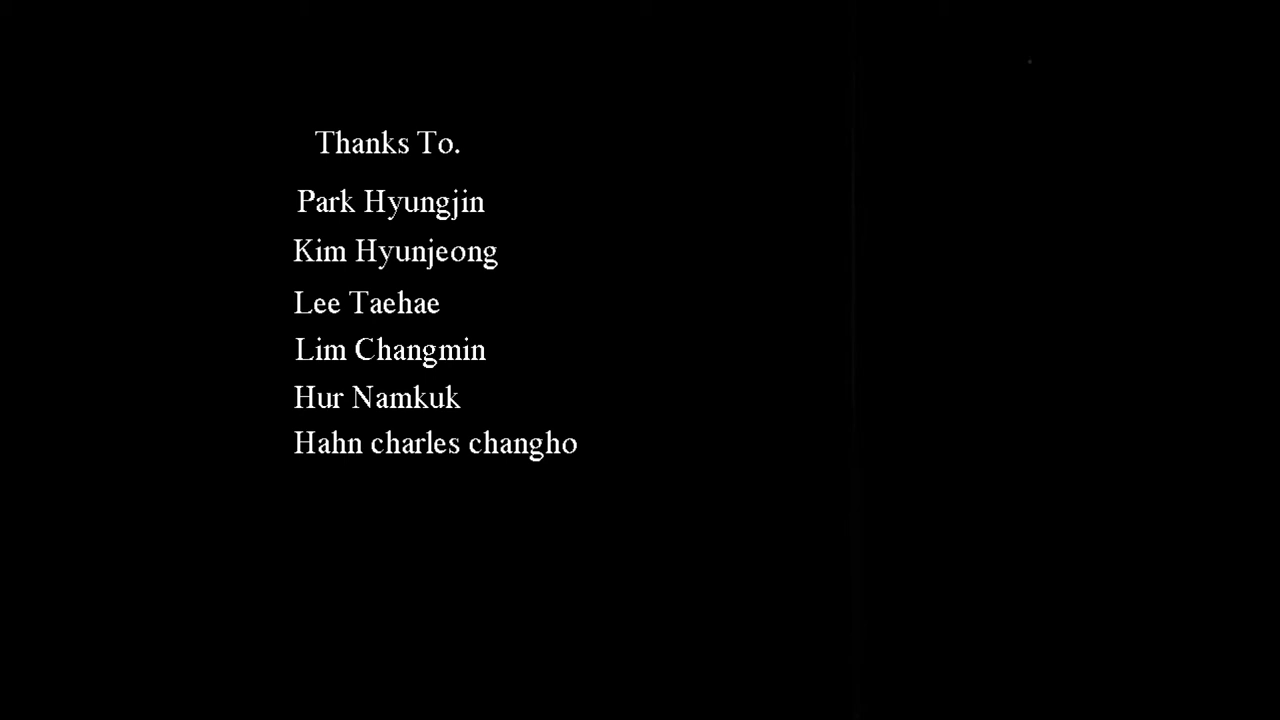 Thanks To.
Park Hyungjin
Kim Hyunjeong
Lee Taehae
Lim Changmin
Hur Namkuk
Hahn charles changho